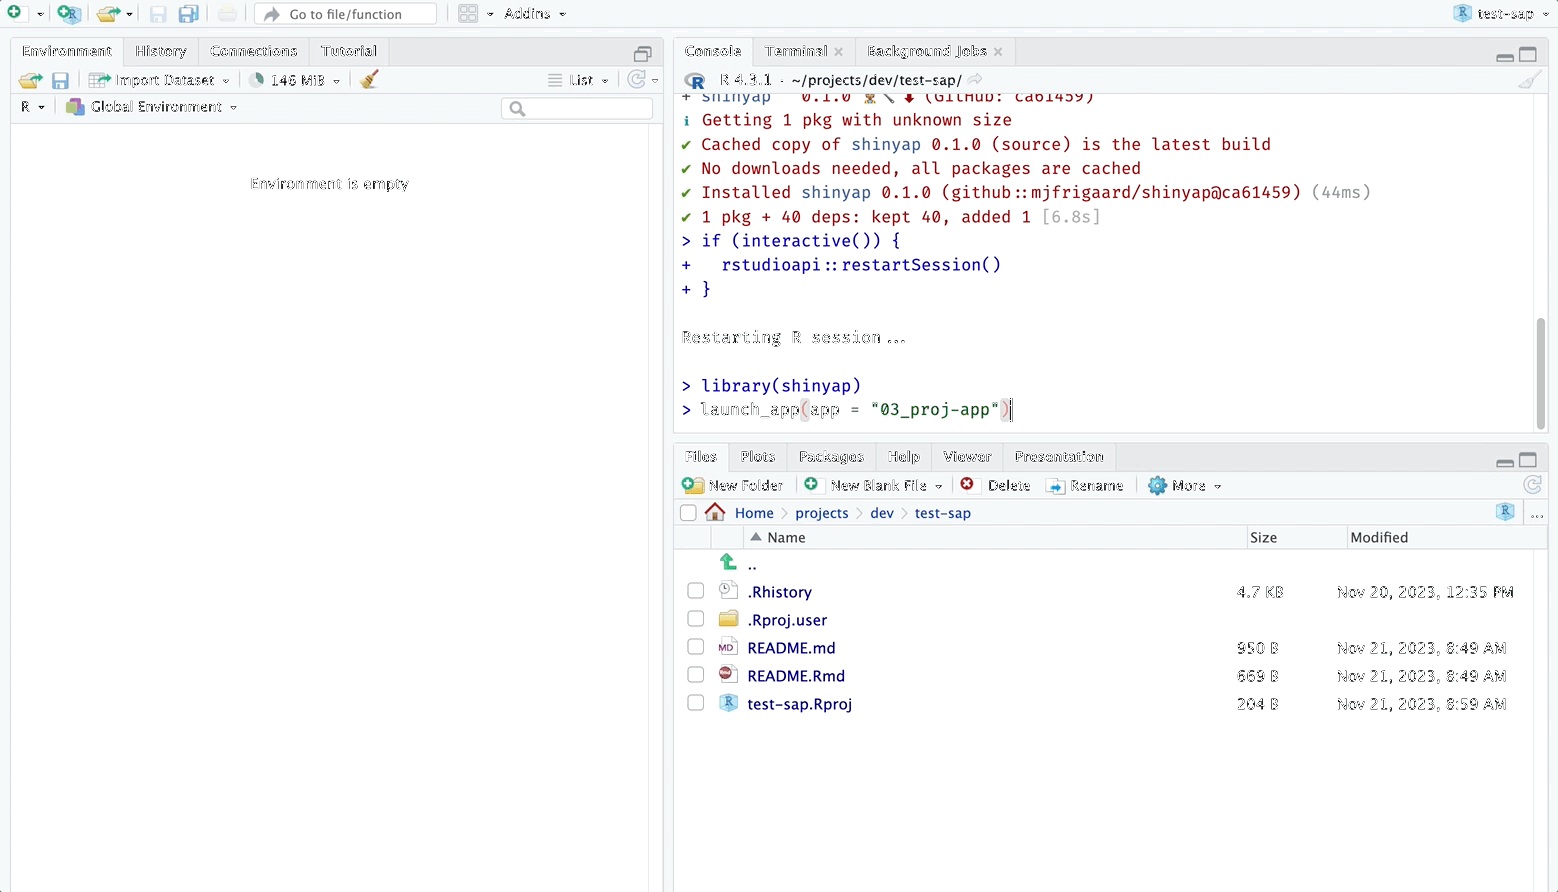 Go to file/function
Addins
test-sap
Environment History Connections Tutorial
Import Dataset
146 MiB
List
R
Global Environment
Environment is empty
Console Terminal Background Jobs
R 4.3.1 · ~/projects/dev/test-sap/
+ shinyap 0.1.0 (GitHub: ca61459)
ℹ Getting 1 pkg with unknown size
✔ Cached copy of shinyap 0.1.0 (source) is the latest build
✔ No downloads needed, all packages are cached
✔ Installed shinyap 0.1.0 (github::mjfrigaard/shinyap@ca61459) (44ms)
✔ 1 pkg + 40 deps: kept 40, added 1 [6.8s]
> if (interactive()) {
+ rstudioapi::restartSession()
+ }
Restarting R session...
> library(shinyap)
> launch_app(app = "03_proj-app")
Files Plots Packages Help Viewer Presentation
New Folder New Blank File Delete Rename More
Home projects dev test-sap ...
Name Size Modified
..
.Rhistory 4.7 KB Nov 20, 2023, 12:35 PM
.Rproj.user
README.md 950 B Nov 21, 2023, 8:49 AM
README.Rmd 669 B Nov 21, 2023, 8:49 AM
test-sap.Rproj 204 B Nov 21, 2023, 8:59 AM